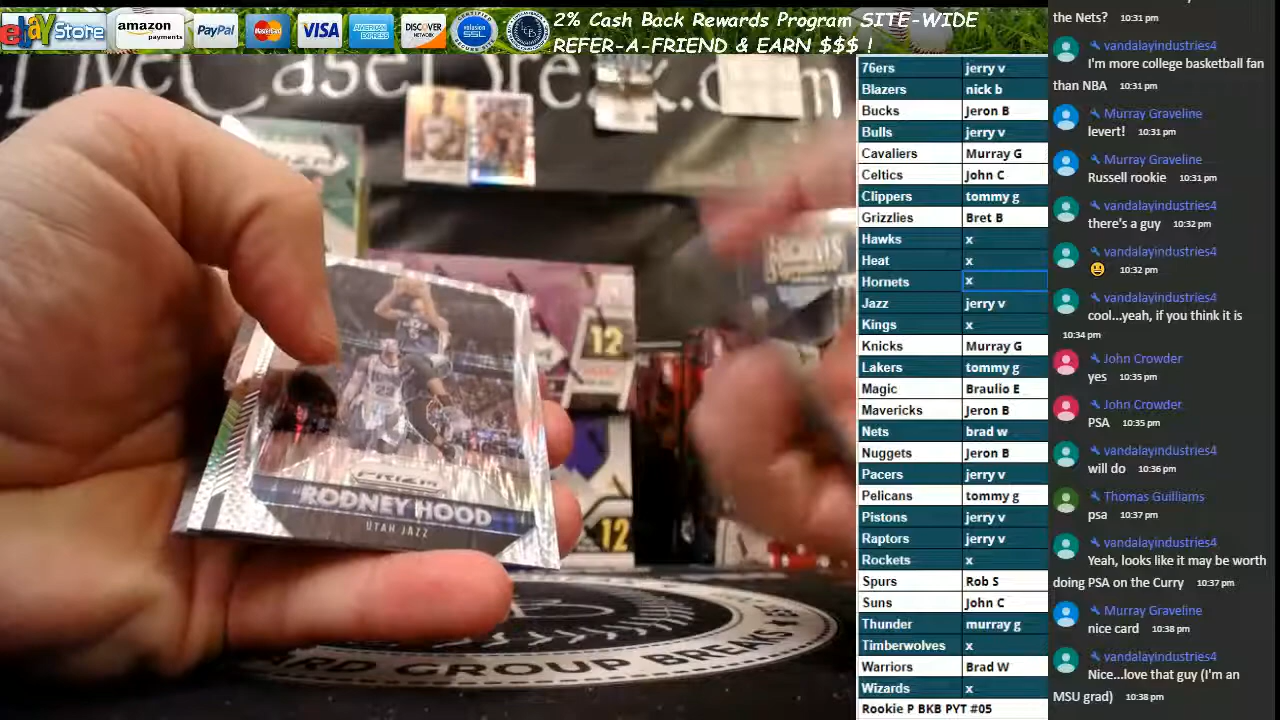 ebay Store
amazon
payments
PayPal
MasterCard
VISA
AMERICAN EXPRESS
DISCOVER
NETWORK
SSL
2% Cash Back Rewards Program SITE-WIDE
REFER-A-FRIEND & EARN $$$ !
LiveCaseBreak.com
12
12
PRIZM
RODNEY HOOD
UTAH JAZZ
CARD GROUP BREAKS
76ers jerry v
Blazers nick b
Bucks Jeron B
Bulls jerry v
Cavaliers Murray G
Celtics John C
Clippers tommy g
Grizzlies Bret B
Hawks x
Heat x
Hornets x
Jazz jerry v
Kings x
Knicks Murray G
Lakers tommy g
Magic Braulio E
Mavericks Jeron B
Nets brad w
Nuggets Jeron B
Pacers jerry v
Pelicans tommy g
Pistons jerry v
Raptors jerry v
Rockets x
Spurs Rob S
Suns John C
Thunder murray g
Timberwolves x
Warriors Brad W
Wizards x
Rookie P BKB PYT #05
the Nets? 10:31 pm
vandalayindustries4
I'm more college basketball fan
than NBA 10:31 pm
Murray Graveline
levert! 10:31 pm
Murray Graveline
Russell rookie 10:31 pm
vandalayindustries4
there's a guy 10:32 pm
vandalayindustries4
😃 10:32 pm
vandalayindustries4
cool...yeah, if you think it is
10:34 pm
John Crowder
yes 10:35 pm
John Crowder
PSA 10:35 pm
vandalayindustries4
will do 10:36 pm
Thomas Guilliams
psa 10:37 pm
vandalayindustries4
Yeah, looks like it may be worth
doing PSA on the Curry 10:37 pm
Murray Graveline
nice card 10:38 pm
vandalayindustries4
Nice...love that guy (I'm an
MSU grad) 10:38 pm